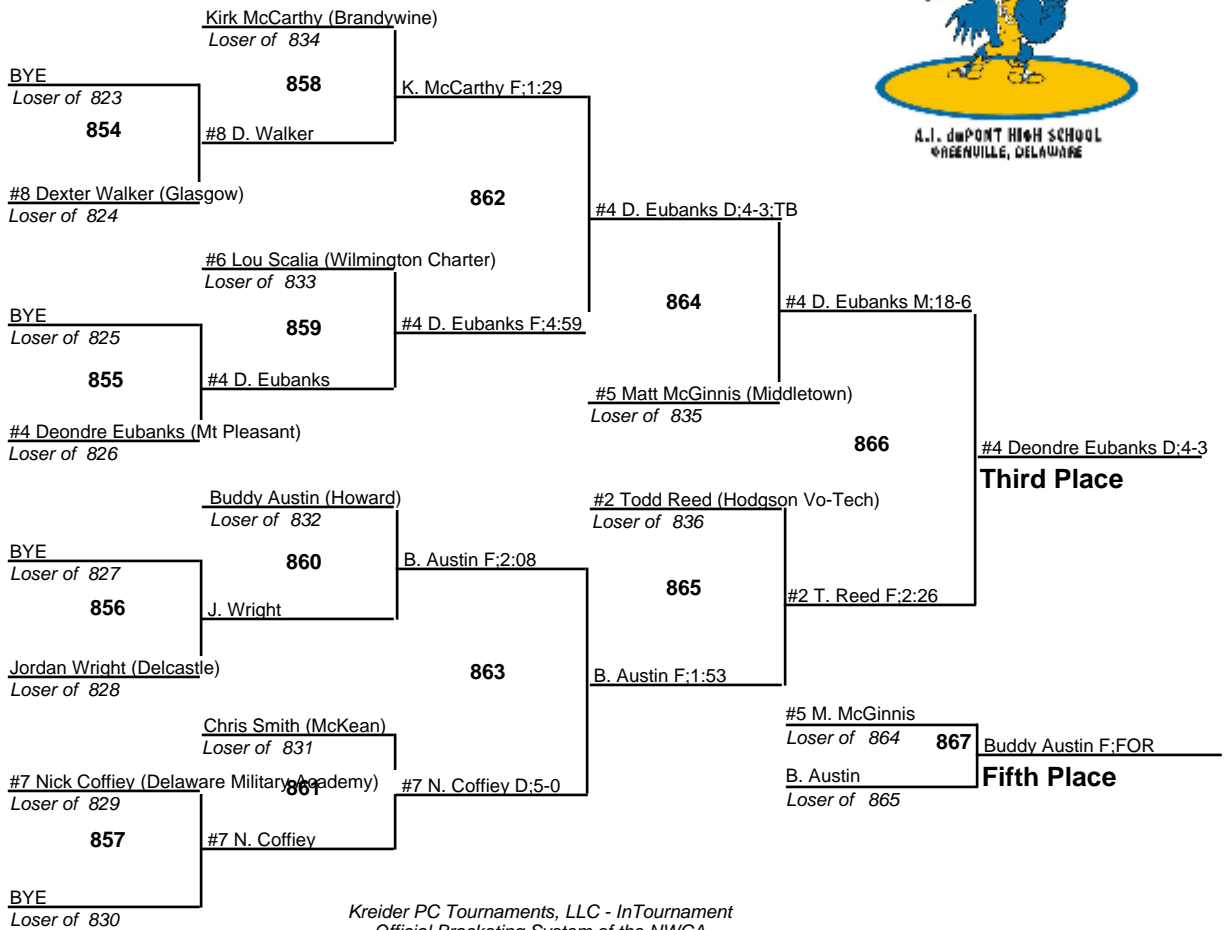 Kirk McCarthy (Brandywine)
Loser of 834
858
K. McCarthy F;1:29
BYE
Loser of 823
854
#8 D. Walker
#8 Dexter Walker (Glasgow)
Loser of 824
862
#4 D. Eubanks D;4-3;TB
#6 Lou Scalia (Wilmington Charter)
Loser of 833
859
#4 D. Eubanks F;4:59
BYE
Loser of 825
855
#4 D. Eubanks
#4 Deondre Eubanks (Mt Pleasant)
Loser of 826
864
#4 D. Eubanks M;18-6
#5 Matt McGinnis (Middletown)
Loser of 835
866
#4 Deondre Eubanks D;4-3
Third Place
Buddy Austin (Howard)
Loser of 832
860
B. Austin F;2:08
BYE
Loser of 827
856
J. Wright
Jordan Wright (Delcastle)
Loser of 828
863
#2 Todd Reed (Hodgson Vo-Tech)
Loser of 836
865
#2 T. Reed F;2:26
B. Austin F;1:53
Chris Smith (McKean)
Loser of 831
861
#7 N. Coffiey D;5-0
#7 Nick Coffiey (Delaware Military Academy)
Loser of 829
857
#7 N. Coffiey
BYE
Loser of 830
#5 M. McGinnis
Loser of 864
867
Buddy Austin F;FOR
Fifth Place
B. Austin
Loser of 865
A.I. duPONT HIGH SCHOOL
GREENVILLE, DELAWARE
Kreider PC Tournaments, LLC - InTournament
Official Bracketing System of the NWCA